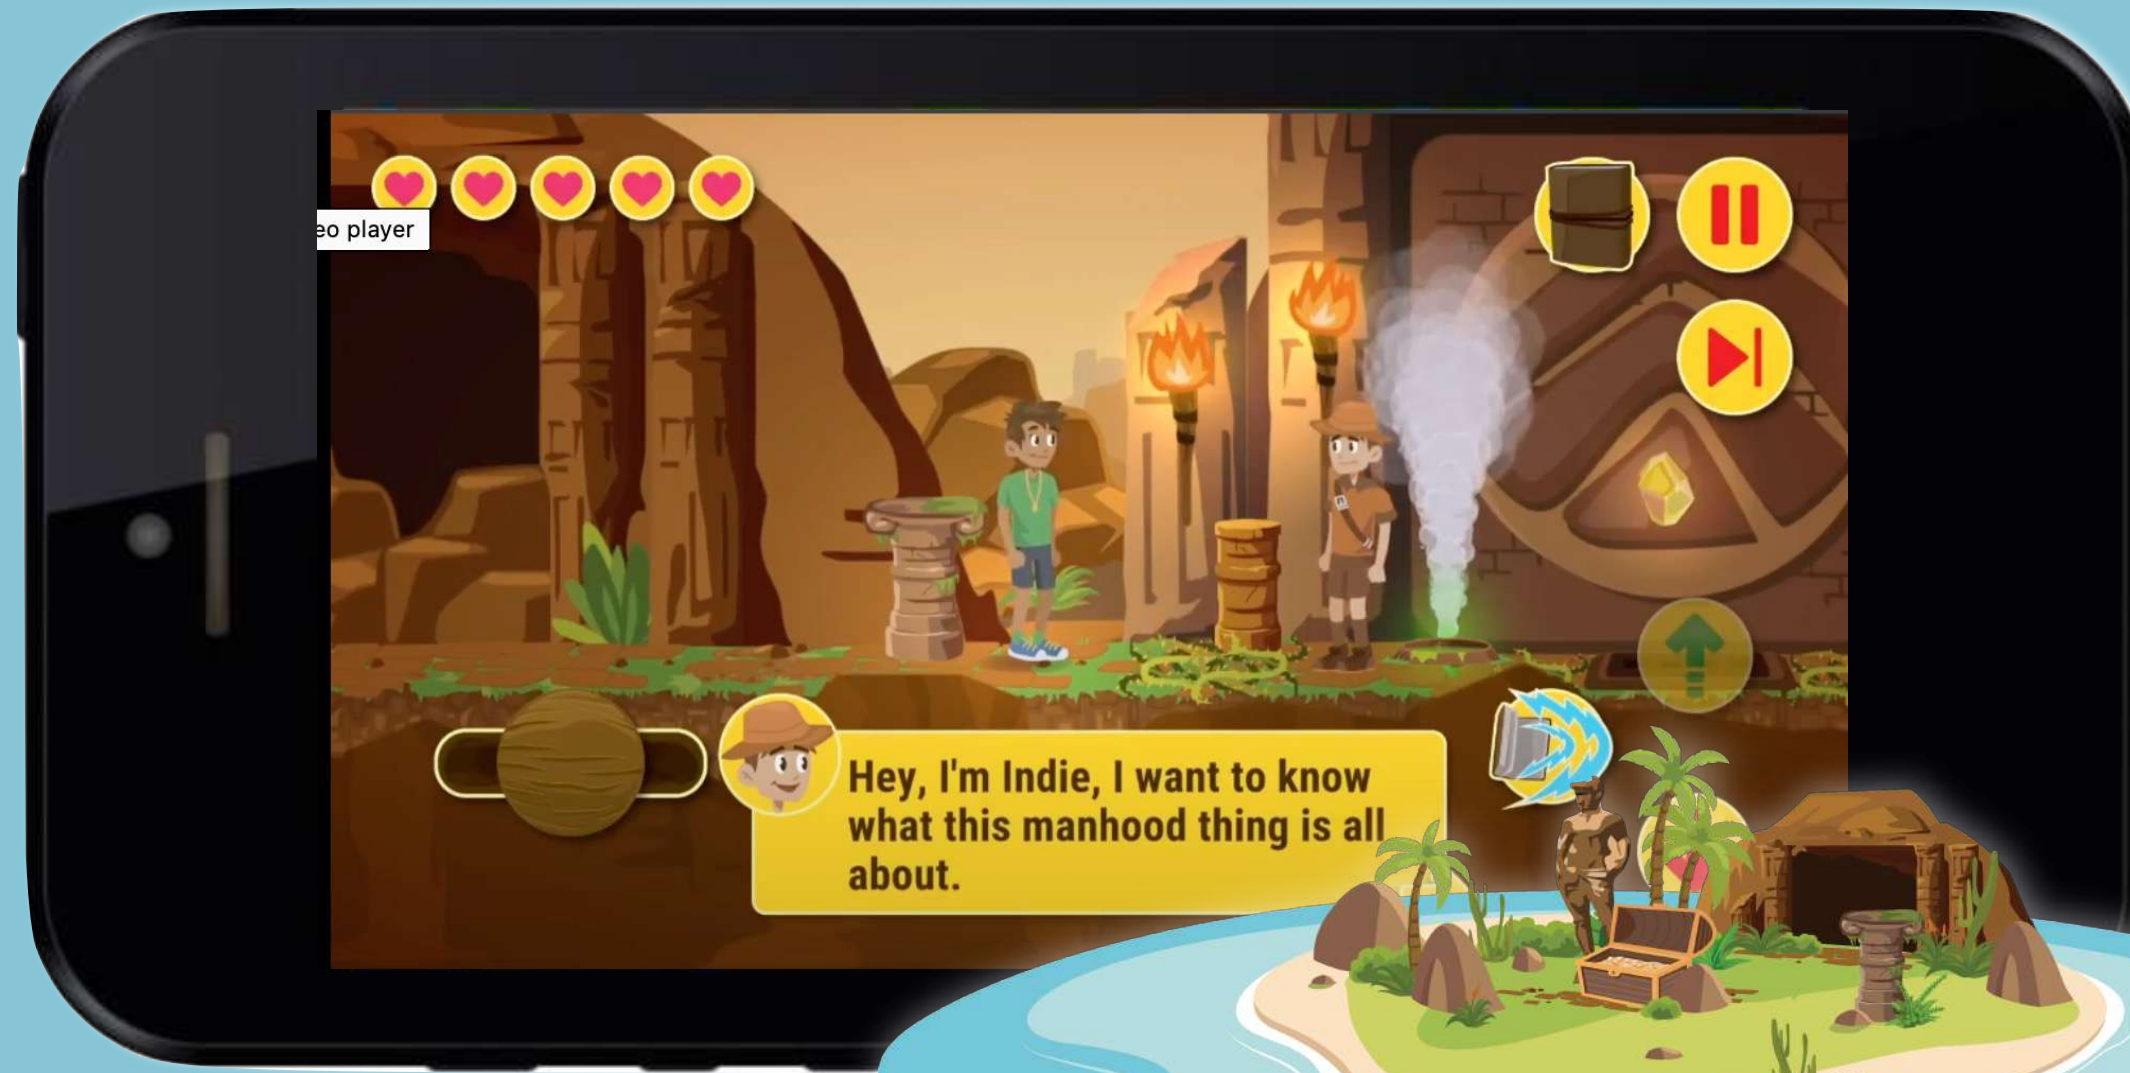 eo player
Hey, I'm Indie, I want to know
what this manhood thing is all
about.